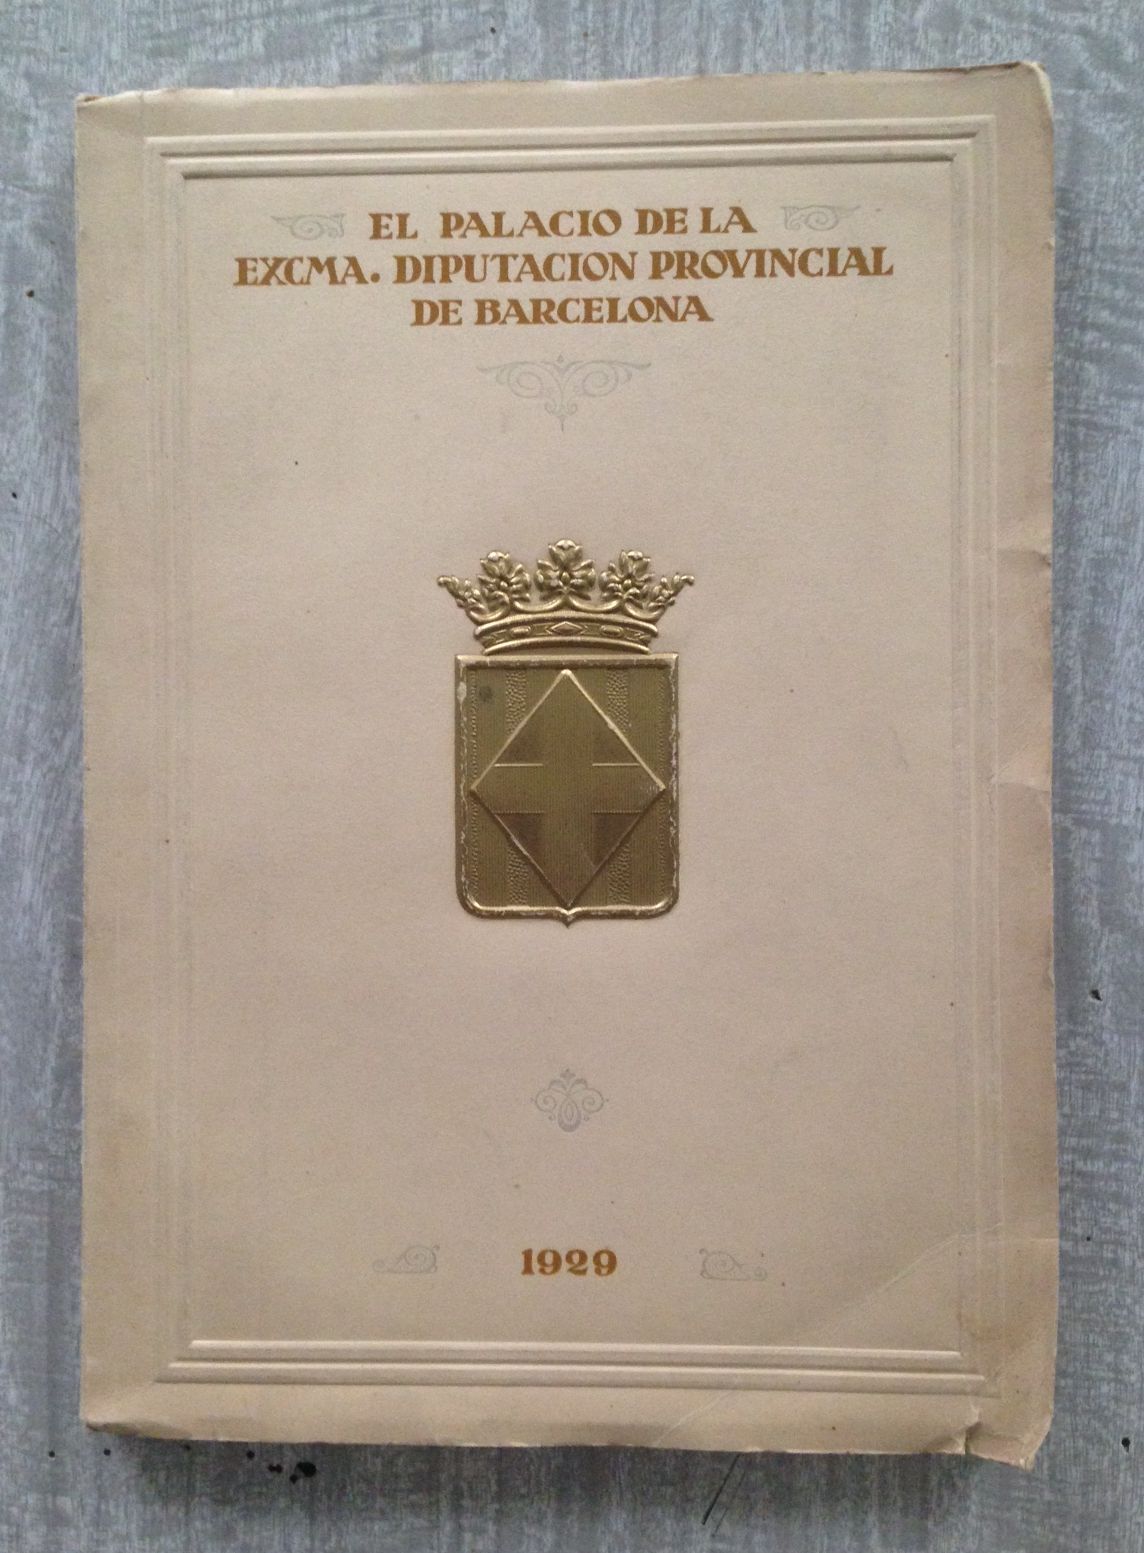 EL PALACIO DE LA
EXCMA. DIPUTACION PROVINCIAL
DE BARCELONA
1929